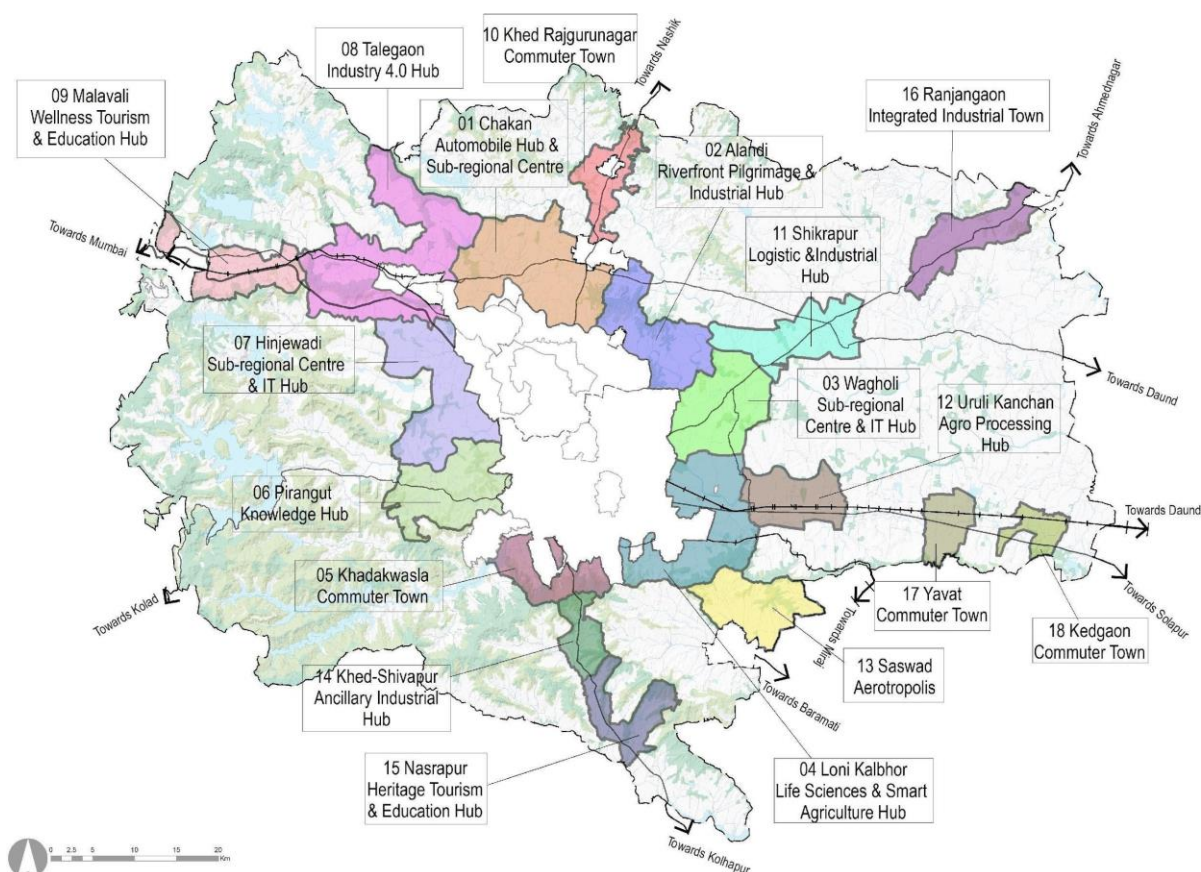 10 Khed Rajgurunagar
Commuter Town
Towards Nashik
08 Talegaon
Industry 4.0 Hub
09 Malavali
Wellness Tourism
& Education Hub
01 Chakan
Automobile Hub &
Sub-regional Centre
16 Ranjangaon
Integrated Industrial Town
Towards Ahmednagar
02 Alandi
Riverfront Pilgrimage &
Industrial Hub
Towards Mumbai
11 Shikrapur
Logistic &Industrial
Hub
07 Hinjewadi
Sub-regional Centre
& IT Hub
Towards Daund
03 Wagholi
Sub-regional
Centre & IT Hub
12 Uruli Kanchan
Agro Processing
Hub
06 Pirangut
Knowledge Hub
Towards Daund
05 Khadakwasla
Commuter Town
Towards Kolad
17 Yavat
Commuter Town
Towards Solapur
Towards Miraj
18 Kedgaon
Commuter Town
13 Saswad
Aerotropolis
14 Khed-Shivapur
Ancillary Industrial
Hub
Towards Baramati
15 Nasrapur
Heritage Tourism
& Education Hub
04 Loni Kalbhor
Life Sciences & Smart
Agriculture Hub
Towards Kolhapur
0 2.5 5 10 15 20
Km